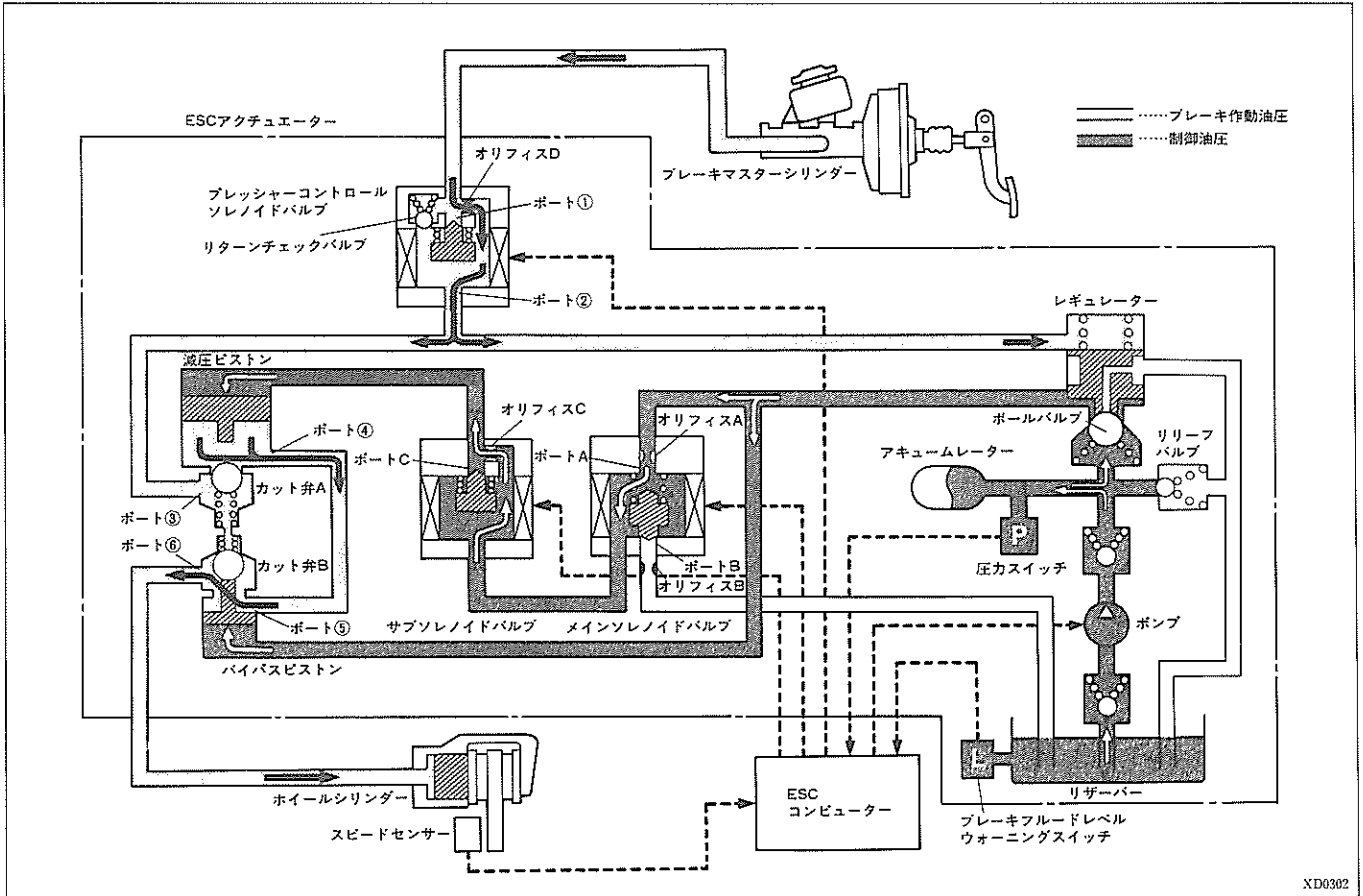 ……ブレーキ作動油圧
……制御油圧
ESCアクチュエーター
オリフィスD
ブレーキマスターシリンダー
プレッシャーコントロール
ソレノイドバルブ
ポート①
リターンチェックバルブ
ポート②
レギュレーター
減圧ピストン
オリフィスC
オリフィスA
ボールバルブ
ポート④
ポートC
ポートA
リリーフ
バルブ
アキュームレーター
カット弁A
ポート③
ポート⑥
P
カット弁B
ポートB
圧力スイッチ
オリフィスB
ポート⑤
サブソレノイドバルブ
メインソレノイドバルブ
ポンプ
バイパスピストン
L
ホイールシリンダー
ESC
コンピューター
リザーバー
スピードセンサー
ブレーキフルードレベル
ウォーニングスイッチ
XD0302